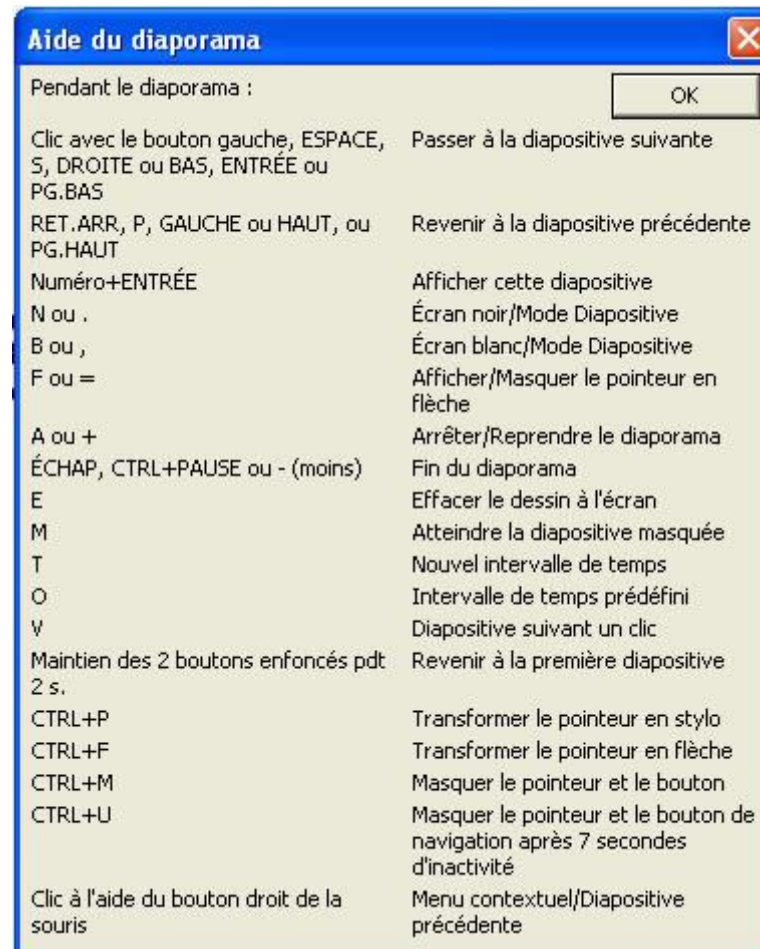 Aide du diaporama
Pendant le diaporama :
OK
Clic avec le bouton gauche, ESPACE, Passer à la diapositive suivante
S, DROITE ou BAS, ENTRÉE ou
PG.BAS
RET.ARR, P, GAUCHE ou HAUT, ou Revenir à la diapositive précédente
PG.HAUT
Numéro+ENTRÉE Afficher cette diapositive
N ou . Écran noir/Mode Diapositive
B ou , Écran blanc/Mode Diapositive
F ou = Afficher/Masquer le pointeur en
flèche
A ou + Arrêter/Reprendre le diaporama
ÉCHAP, CTRL+PAUSE ou - (moins) Fin du diaporama
E Effacer le dessin à l'écran
M Atteindre la diapositive masquée
T Nouvel intervalle de temps
O Intervalle de temps prédéfini
V Diapositive suivant un clic
Maintien des 2 boutons enfoncés pdt Revenir à la première diapositive
2 s.
CTRL+P Transformer le pointeur en stylo
CTRL+F Transformer le pointeur en flèche
CTRL+M Masquer le pointeur et le bouton
CTRL+U Masquer le pointeur et le bouton de
navigation après 7 secondes
d'inactivité
Clic à l'aide du bouton droit de la Menu contextuel/Diapositive
souris précédente